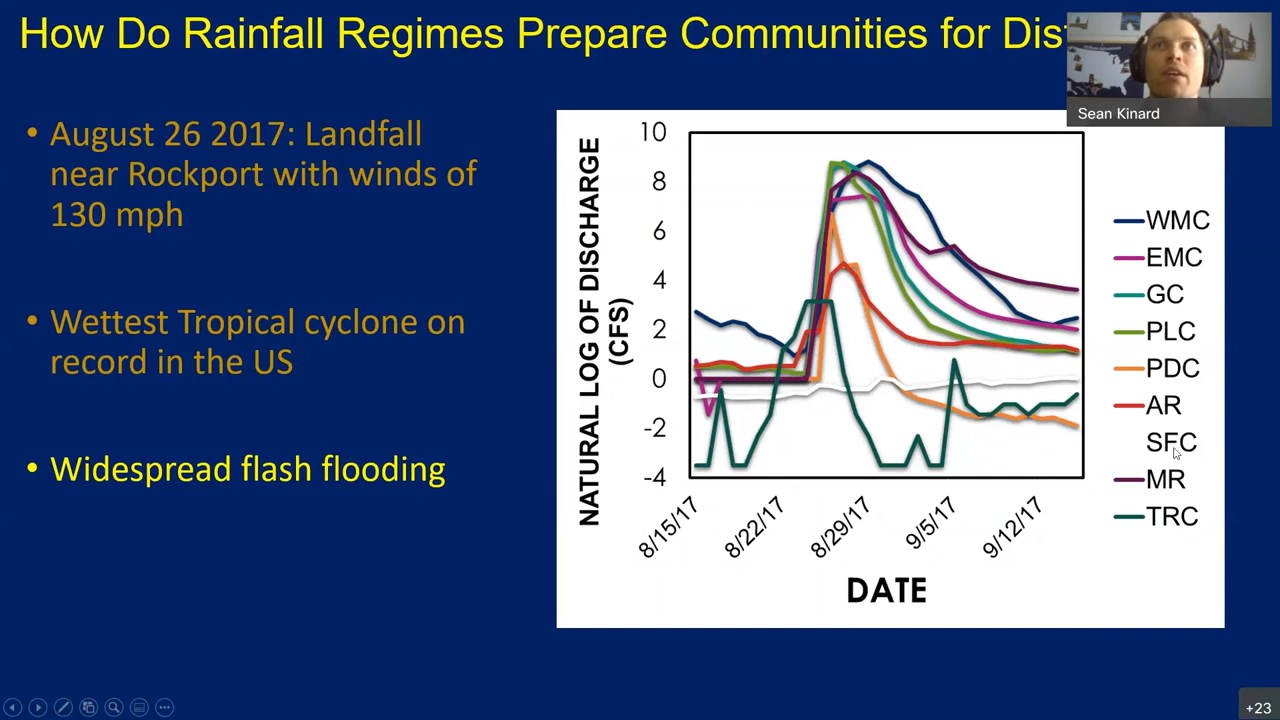 How Do Rainfall Regimes Prepare Communities for Dis
Sean Kinard
• August 26 2017: Landfall
near Rockport with winds of
130 mph
• Wettest Tropical cyclone on
record in the US
• Widespread flash flooding
NATURAL LOG OF DISCHARGE
(CFS)
10
8
6
4
2
0
-2
-4
8/15/17
8/22/17
8/29/17
9/5/17
9/12/17
DATE
WMC
EMC
GC
PLC
PDC
AR
SFC
MR
TRC
+23